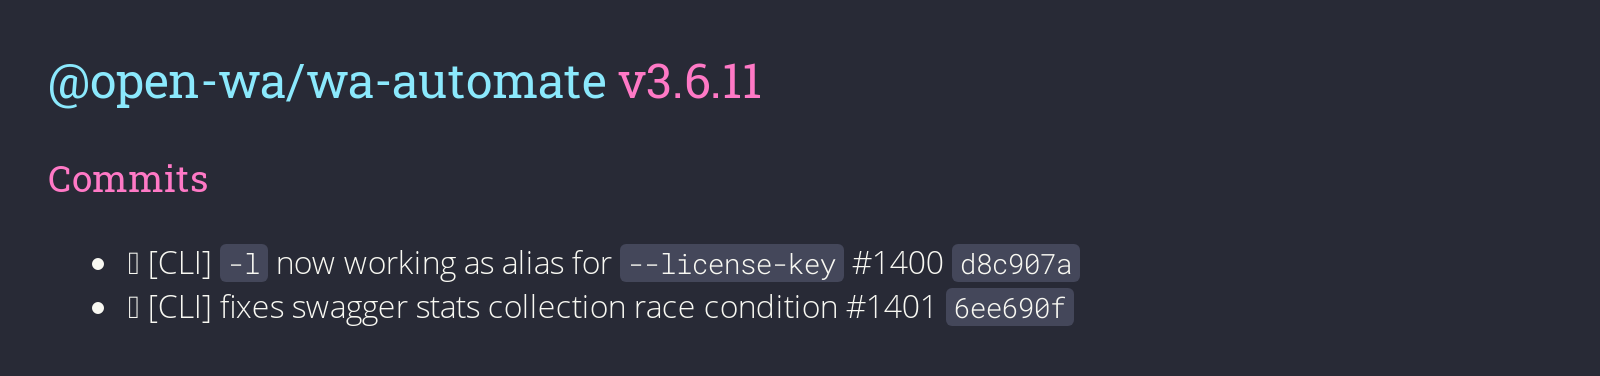 @open-wa/wa-automate v3.6.11
Commits
[CLI] -l now working as alias for --license-key #1400 d8c907a
[CLI] fixes swagger stats collection race condition #1401 6ee690f